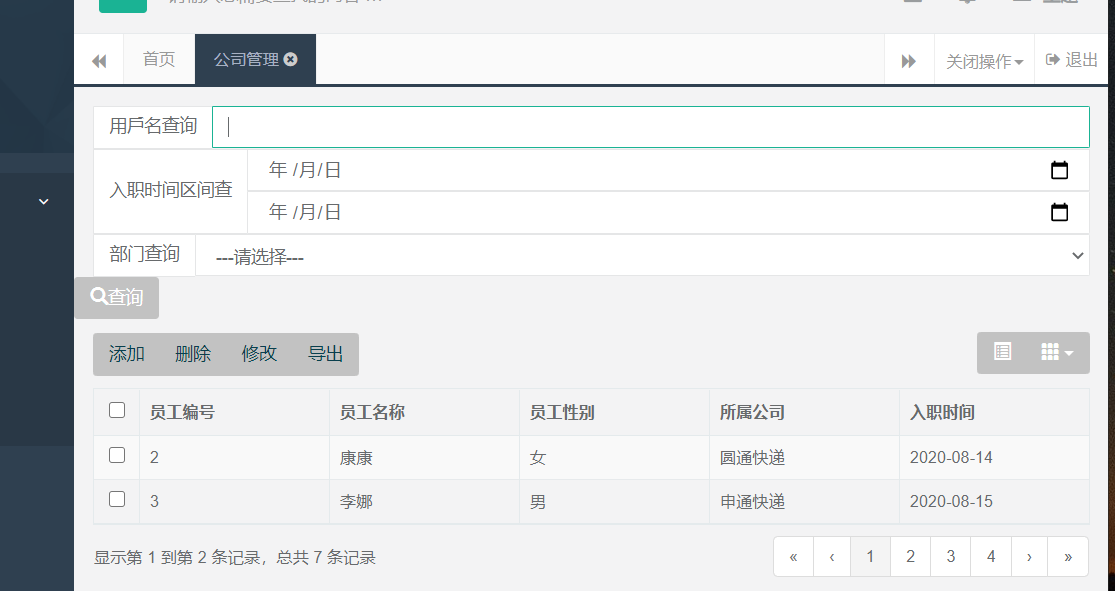 首页
公司管理
关闭操作
退出
用戶名查询
入职时间区间查
年 /月/日
年 /月/日
部门查询
---请选择---
查询
添加 删除 修改 导出
员工编号 员工名称 员工性别 所属公司 入职时间
2 康康 女 圆通快递 2020-08-14
3 李娜 男 申通快递 2020-08-15
显示第 1 到第 2 条记录，总共 7 条记录
« ‹ 1 2 3 4 › »